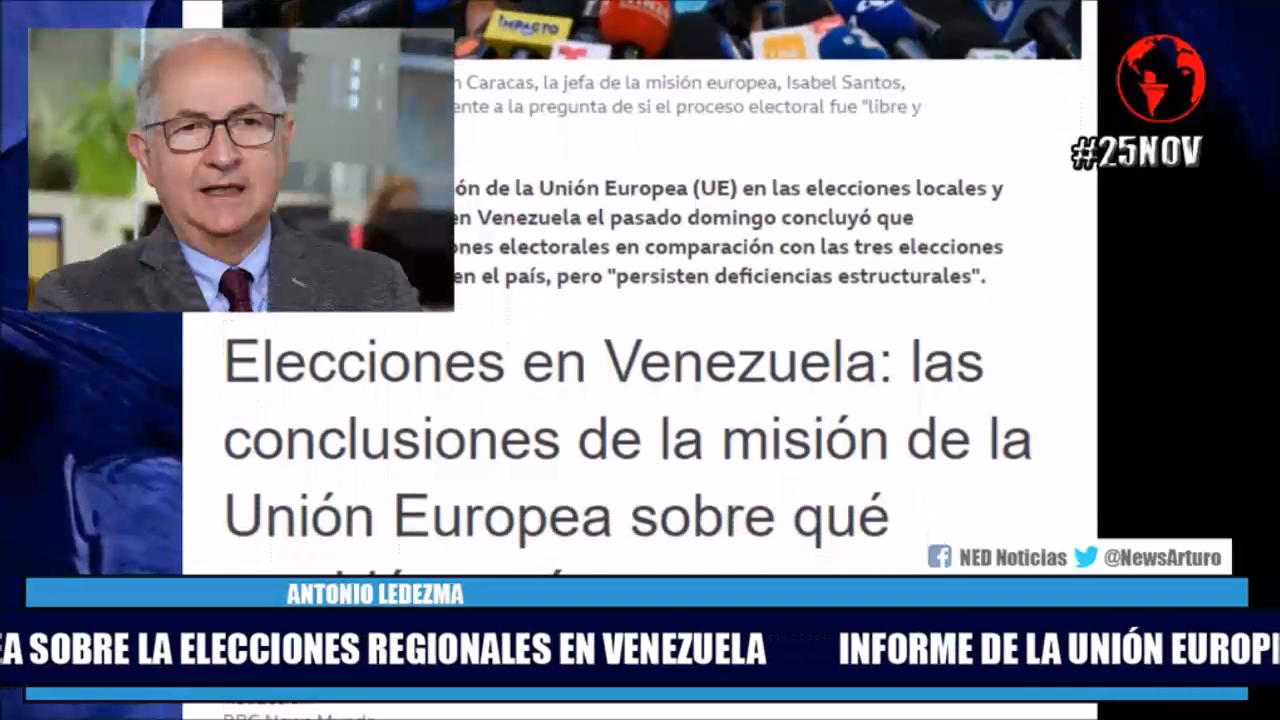 IMPACTO
n Caracas, la jefa de la misión europea, Isabel Santos,
ente a la pregunta de si el proceso electoral fue "libre y
#25NOV
ón de la Unión Europea (UE) en las elecciones locales y
en Venezuela el pasado domingo concluyó que
ones electorales en comparación con las tres elecciones
en el país, pero "persisten deficiencias estructurales".
Elecciones en Venezuela: las
conclusiones de la misión de la
Unión Europea sobre qué
NED Noticias @NewsArturo
ANTONIO LEDEZMA
EA SOBRE LA ELECCIONES REGIONALES EN VENEZUELA INFORME DE LA UNIÓN EUROPE
BBC News Mundo